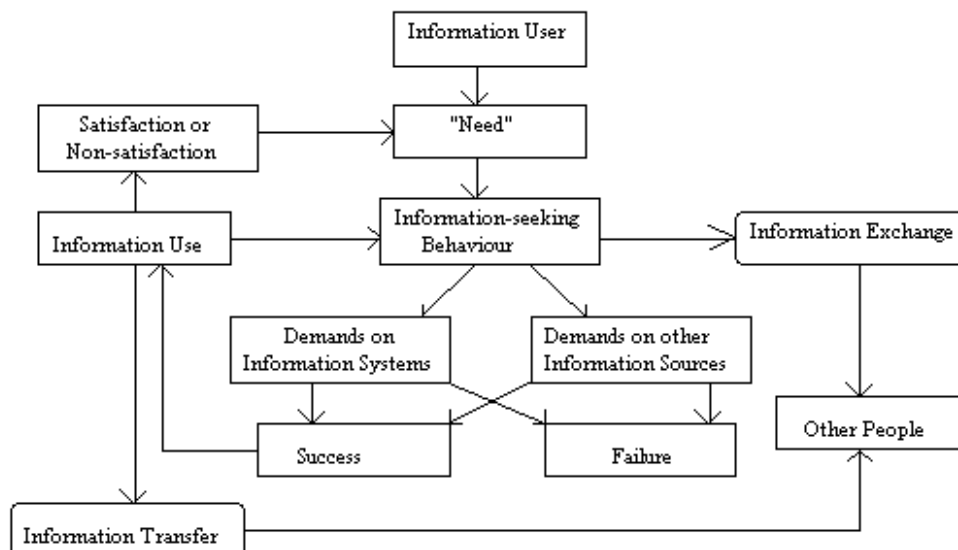 Information User
Satisfaction or
Non-satisfaction
"Need"
Information Use
Information-seeking
Behaviour
Information Exchange
Demands on
Information Systems
Demands on other
Information Sources
Success
Failure
Other People
Information Transfer